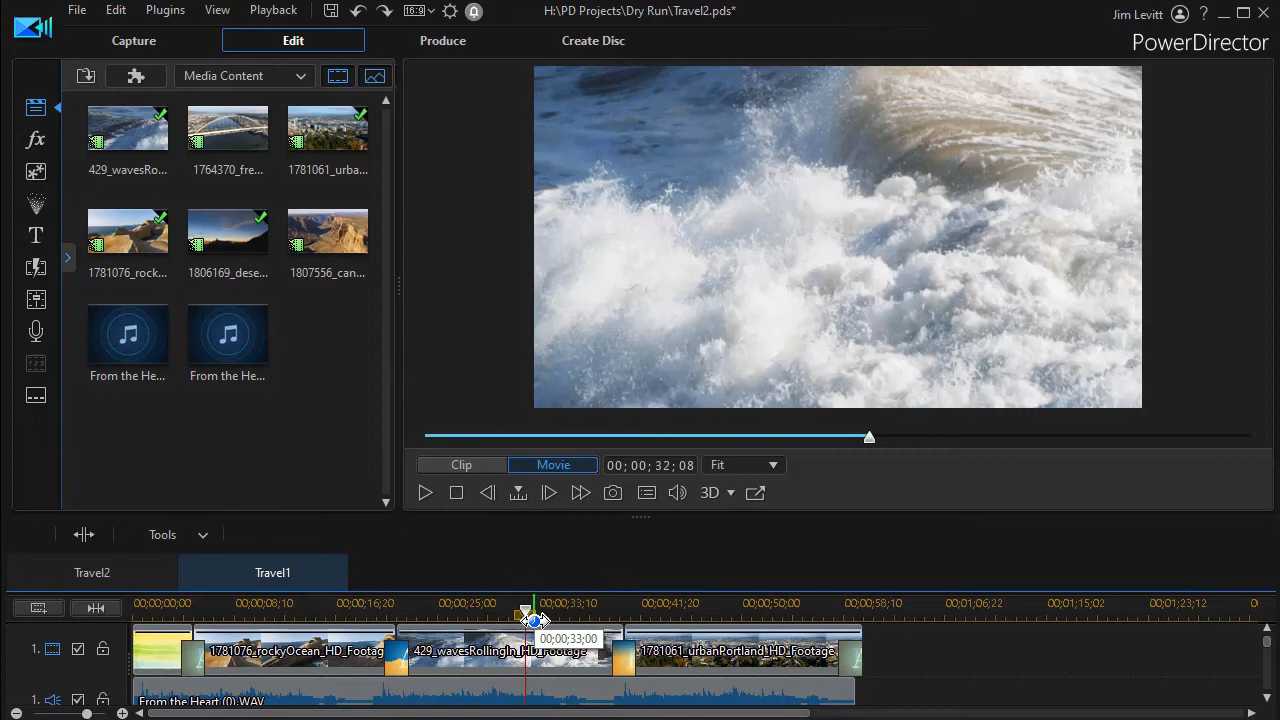 File Edit Plugins View Playback 16:9 H:\PD Projects\Dry Run\Travel2.pds* Jim Levitt ?
Capture Edit Produce Create Disc PowerDirector
Media Content
fx
T
429_wavesRo... 1764370_fre... 1781061_urba...
1781076_rock... 1806169_dese... 1807556_can...
From the He... From the He...
Clip Movie 00; 00; 32; 08 Fit
3D
Tools
Travel2 Travel1
00;00;00;00 00;00;08;10 00;00;16;20 00;00;25;00 00;00;33;10 00;00;41;20 00;00;50;00 00;00;58;10 00;01;15;02 00;01;23;12
00;00;33;00
1. 1781076_rockyOcean_HD_Footag 429_wavesRollingIn_HD_Footage 1781061_urbanPortland_HD_Footage
1. From the Heart (0).WAV